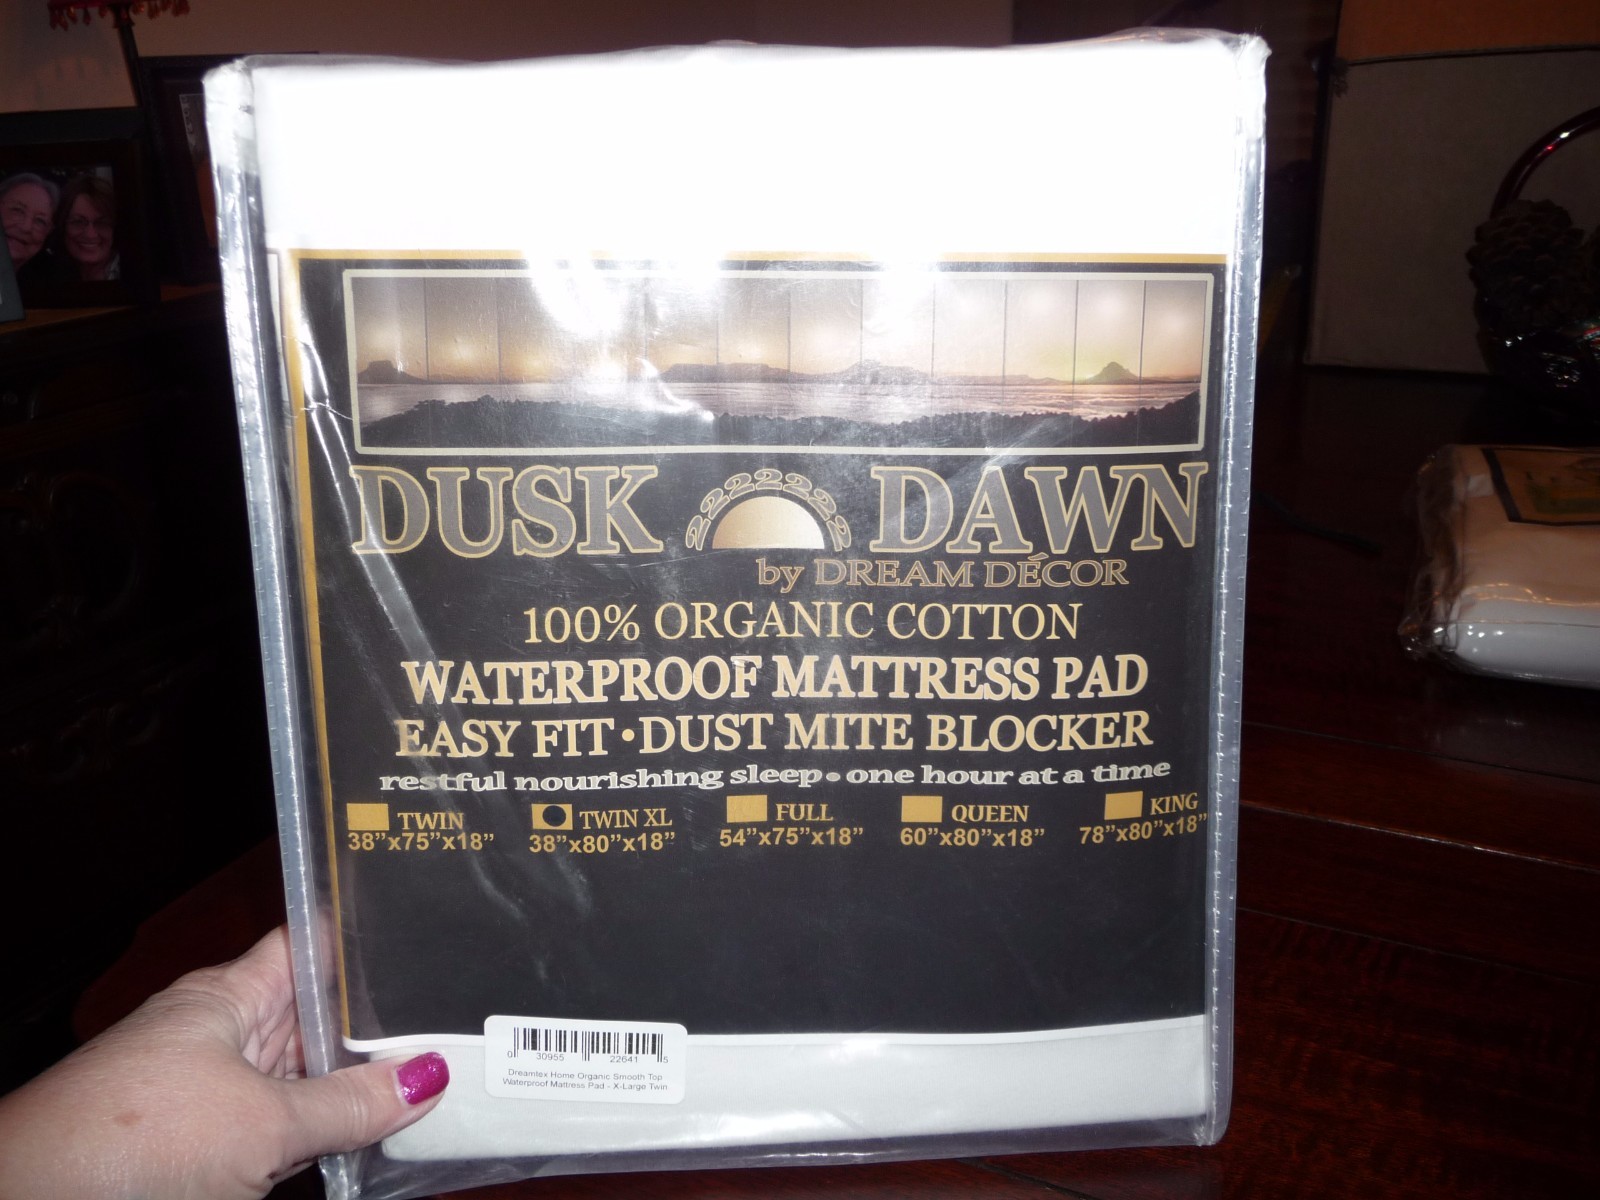 DUSK 222222222 DAWN
by DREAM DÉCOR
100% ORGANIC COTTON
WATERPROOF MATTRESS PAD
EASY FIT • DUST MITE BLOCKER
restful nourishing sleep • one hour at a time
TWIN TWIN XL FULL QUEEN KING
38"x75"x18" 38"x80"x18" 54"x75"x18" 60"x80"x18" 78"x80"x18"
0 30955 22641 5
Dreamtex Home Organic Smooth Top
Waterproof Mattress Pad - X-Large Twin